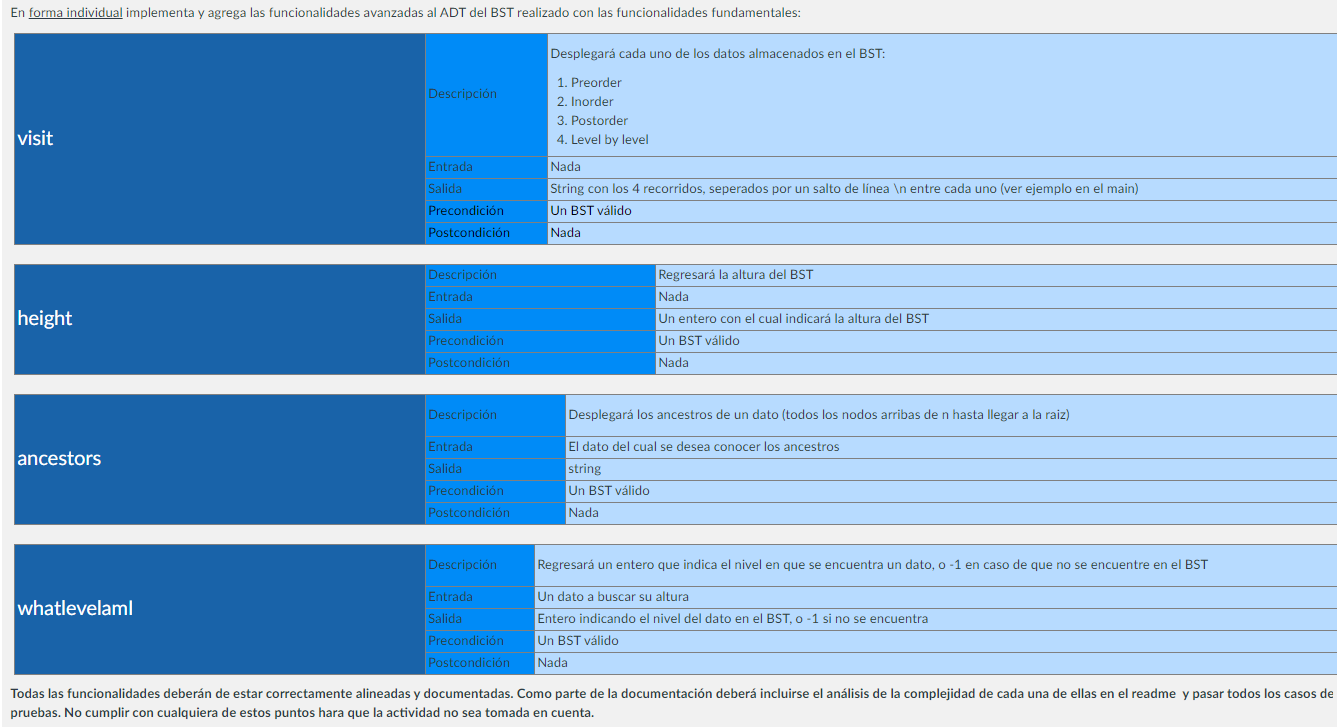 En forma individual implementa y agrega las funcionalidades avanzadas al ADT del BST realizado con las funcionalidades fundamentales:
visit
Descripción
Desplegará cada uno de los datos almacenados en el BST:
1. Preorder
2. Inorder
3. Postorder
4. Level by level
Entrada
Nada
Salida
String con los 4 recorridos, seperados por un salto de línea \n entre cada uno (ver ejemplo en el main)
Precondición
Un BST válido
Postcondición
Nada
height
Descripción
Regresará la altura del BST
Entrada
Nada
Salida
Un entero con el cual indicará la altura del BST
Precondición
Un BST válido
Postcondición
Nada
ancestors
Descripción
Desplegará los ancestros de un dato (todos los nodos arribas de n hasta llegar a la raiz)
Entrada
El dato del cual se desea conocer los ancestros
Salida
string
Precondición
Un BST válido
Postcondición
Nada
whatlevelamI
Descripción
Regresará un entero que indica el nivel en que se encuentra un dato, o -1 en caso de que no se encuentre en el BST
Entrada
Un dato a buscar su altura
Salida
Entero indicando el nivel del dato en el BST, o -1 si no se encuentra
Precondición
Un BST válido
Postcondición
Nada
Todas las funcionalidades deberán de estar correctamente alineadas y documentadas. Como parte de la documentación deberá incluirse el análisis de la complejidad de cada una de ellas en el readme y pasar todos los casos de
pruebas. No cumplir con cualquiera de estos puntos hara que la actividad no sea tomada en cuenta.